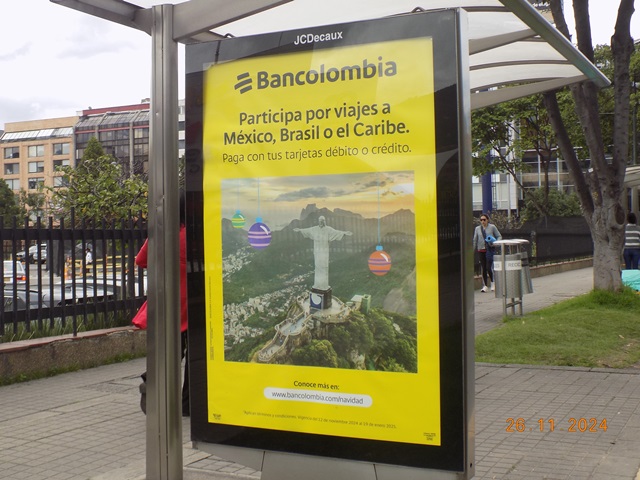 JCDecaux
Bancolombia
Participa por viajes a
México, Brasil o el Caribe.
Paga con tus tarjetas débito o crédito.
Conoce más en:
www.bancolombia.com/navidad
28.11.2024